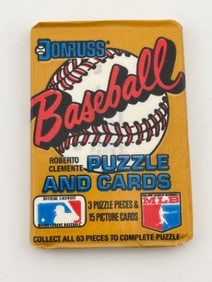 DONRUSS
Baseball
ROBERTO
CLEMENTE
PUZZLE
AND CARDS
3 PUZZLE PIECES &
15 PICTURE CARDS
MLB
COLLECT ALL 63 PIECES TO COMPLETE PUZZLE